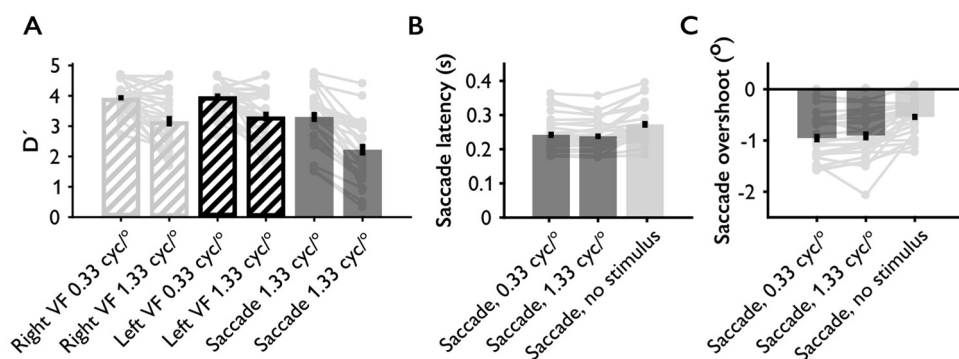 A
D´
5
4
3
2
1
0
Right VF 0.33 cyc/°
Right VF 1.33 cyc/°
Left VF 0.33 cyc/°
Left VF 1.33 cyc/°
Saccade 1.33 cyc/°
Saccade 1.33 cyc/°
B
Saccade latency (s)
0.4
0.3
0.2
0.1
0
Saccade, 0.33 cyc/°
Saccade, 1.33 cyc/°
Saccade, no stimulus
C
Saccade overshoot (°)
0
-1
-2
Saccade, 0.33 cyc/°
Saccade, 1.33 cyc/°
Saccade, no stimulus